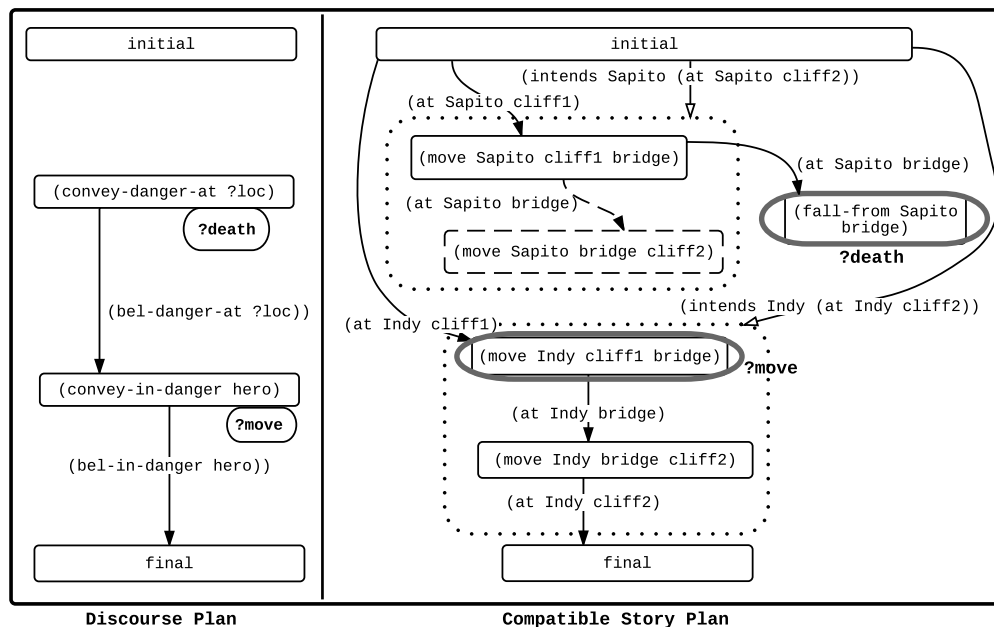 initial
(convey-danger-at ?loc)
?death
(bel-danger-at ?loc))
(convey-in-danger hero)
?move
(bel-in-danger hero))
final
Discourse Plan
initial
(intends Sapito (at Sapito cliff2))
(at Sapito cliff1)
(move Sapito cliff1 bridge)
(at Sapito bridge)
(at Sapito bridge)
(fall-from Sapito
bridge)
?death
(move Sapito bridge cliff2)
(intends Indy (at Indy cliff2))
(at Indy cliff1)
(move Indy cliff1 bridge)
?move
(at Indy bridge)
(move Indy bridge cliff2)
(at Indy cliff2)
final
Compatible Story Plan